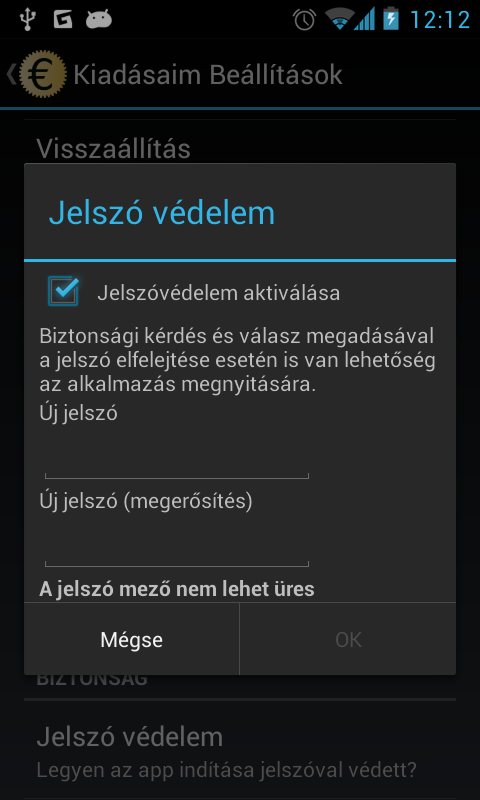 12:12
€ Kiadásaim Beállítások
Visszaállítás
Jelszó védelem
Jelszóvédelem aktiválása
Biztonsági kérdés és válasz megadásával
a jelszó elfelejtése esetén is van lehetőség
az alkalmazás megnyitására.
Új jelszó
Új jelszó (megerősítés)
A jelszó mező nem lehet üres
Mégse OK
BIZTONSÁG
Jelszó védelem
Legyen az app indítása jelszóval védett?